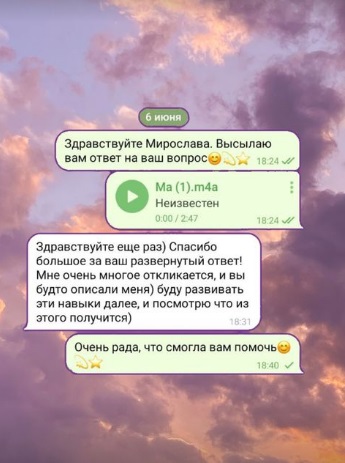 6 июня
Здравствуйте Мирослава. Высылаю
вам ответ на ваш вопрос😊💫⭐ 18:24
Ma (1).m4a
Неизвестен
0:00 / 2:47 18:24
Здравствуйте еще раз) Спасибо
большое за ваш развернутый ответ!
Мне очень многое откликается, и вы
будто описали меня) буду развивать
эти навыки далее, и посмотрю что из
этого получится)
18:31
Очень рада, что смогла вам помочь😊
💫⭐ 18:40